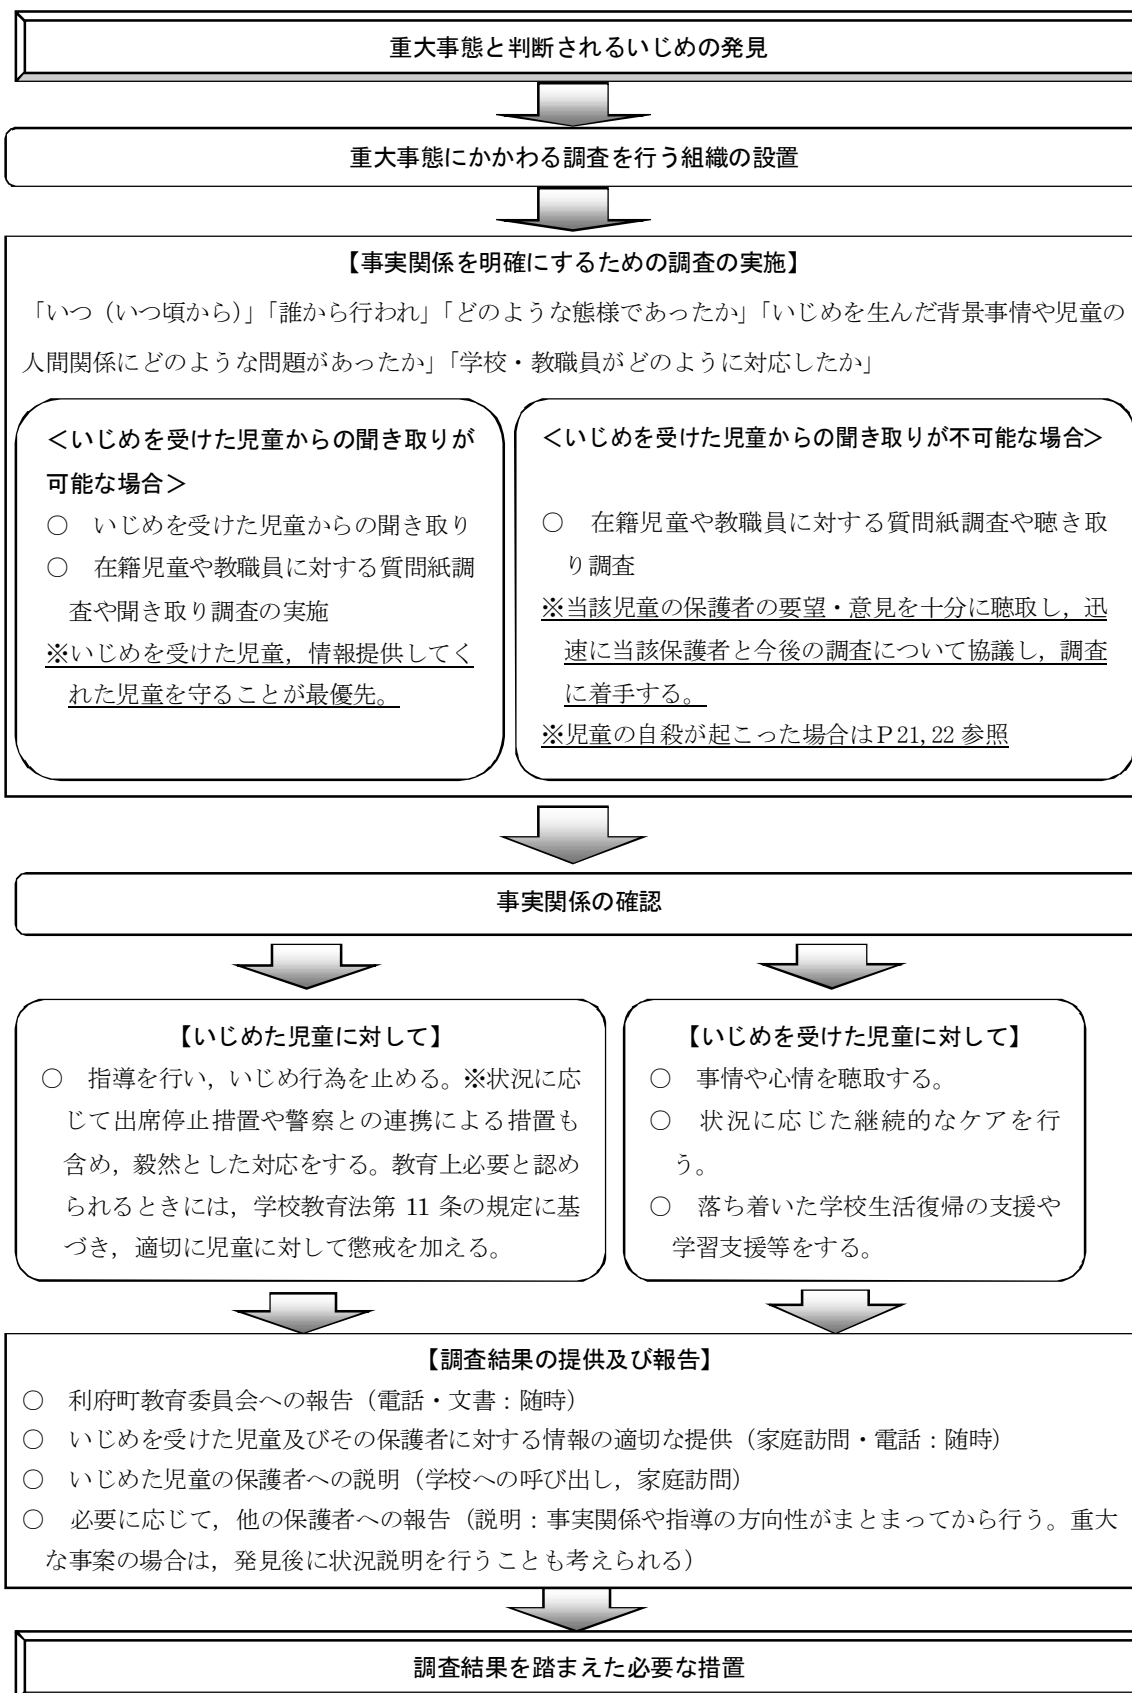 重大事態と判断されるいじめの発見
重大事態にかかわる調査を行う組織の設置
【事実関係を明確にするための調査の実施】
「いつ（いつ頃から）」「誰から行われ」「どのような態様であったか」「いじめを生んだ背景事情や児童の
人間関係にどのような問題があったか」「学校・教職員がどのように対応したか」
＜いじめを受けた児童からの聞き取りが
可能な場合＞
○　いじめを受けた児童からの聞き取り
○　在籍児童や教職員に対する質問紙調
査や聞き取り調査の実施
※いじめを受けた児童，情報提供してく
れた児童を守ることが最優先。
＜いじめを受けた児童からの聞き取りが不可能な場合＞
○　在籍児童や教職員に対する質問紙調査や聴き取
り調査
※当該児童の保護者の要望・意見を十分に聴取し，迅
速に当該保護者と今後の調査について協議し，調査
に着手する。
※児童の自殺が起こった場合はＰ21,22 参照
事実関係の確認
【いじめた児童に対して】
○　指導を行い，いじめ行為を止める。※状況に応
じて出席停止措置や警察との連携による措置も
含め，毅然とした対応をする。教育上必要と認め
られるときには，学校教育法第 11 条の規定に基
づき，適切に児童に対して懲戒を加える。
【いじめを受けた児童に対して】
○　事情や心情を聴取する。
○　状況に応じた継続的なケアを行
う。
○　落ち着いた学校生活復帰の支援や
学習支援等をする。
【調査結果の提供及び報告】
○　利府町教育委員会への報告（電話・文書：随時）
○　いじめを受けた児童及びその保護者に対する情報の適切な提供（家庭訪問・電話：随時）
○　いじめた児童の保護者への説明（学校への呼び出し，家庭訪問）
○　必要に応じて，他の保護者への報告（説明：事実関係や指導の方向性がまとまってから行う。重大
な事案の場合は，発見後に状況説明を行うことも考えられる）
調査結果を踏まえた必要な措置